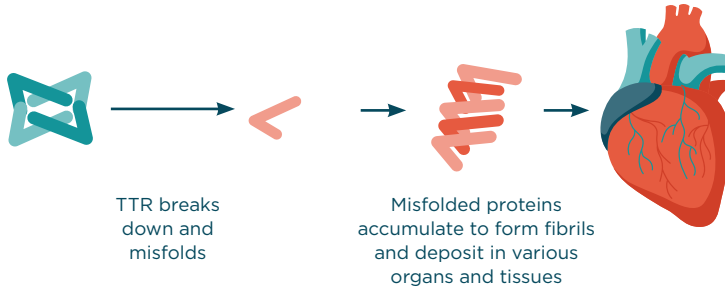 TTR breaks
down and
misfolds
Misfolded proteins
accumulate to form fibrils
and deposit in various
organs and tissues